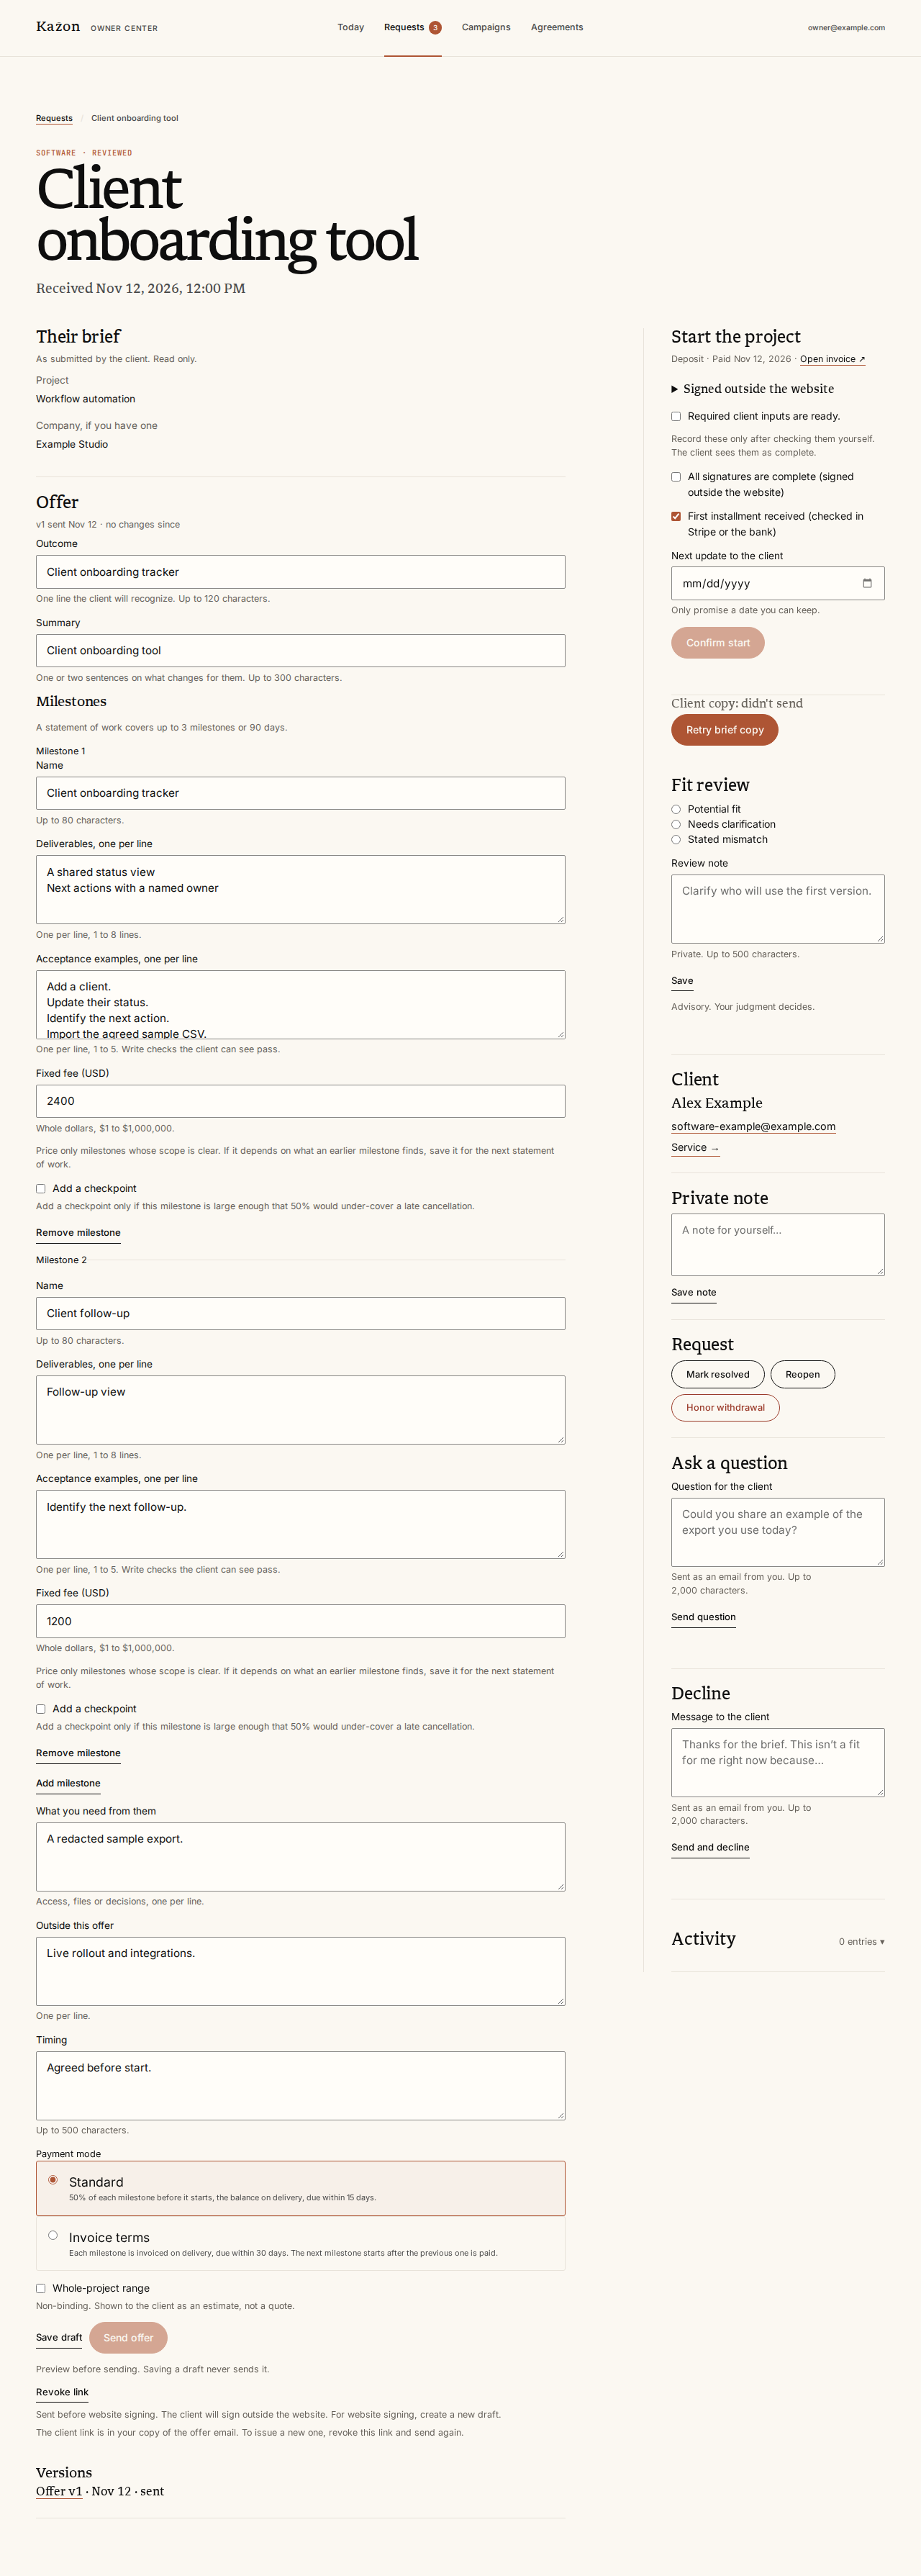 Kažon OWNER CENTER
Today
Requests 3
Campaigns
Agreements
owner@example.com
Requests / Client onboarding tool
SOFTWARE · REVIEWED
Client
onboarding tool
Received Nov 12, 2026, 12:00 PM
Their brief
As submitted by the client. Read only.
Project
Workflow automation
Company, if you have one
Example Studio
Offer
v1 sent Nov 12 · no changes since
Outcome
Client onboarding tracker
One line the client will recognize. Up to 120 characters.
Summary
Client onboarding tool
One or two sentences on what changes for them. Up to 300 characters.
Milestones
A statement of work covers up to 3 milestones or 90 days.
Milestone 1
Name
Client onboarding tracker
Up to 80 characters.
Deliverables, one per line
A shared status view
Next actions with a named owner
One per line, 1 to 8 lines.
Acceptance examples, one per line
Add a client.
Update their status.
Identify the next action.
Import the agreed sample CSV.
One per line, 1 to 5. Write checks the client can see pass.
Fixed fee (USD)
2400
Whole dollars, $1 to $1,000,000.
Price only milestones whose scope is clear. If it depends on what an earlier milestone finds, save it for the next statement
of work.
Add a checkpoint
Add a checkpoint only if this milestone is large enough that 50% would under-cover a late cancellation.
Remove milestone
Milestone 2
Name
Client follow-up
Up to 80 characters.
Deliverables, one per line
Follow-up view
One per line, 1 to 8 lines.
Acceptance examples, one per line
Identify the next follow-up.
One per line, 1 to 5. Write checks the client can see pass.
Fixed fee (USD)
1200
Whole dollars, $1 to $1,000,000.
Price only milestones whose scope is clear. If it depends on what an earlier milestone finds, save it for the next statement
of work.
Add a checkpoint
Add a checkpoint only if this milestone is large enough that 50% would under-cover a late cancellation.
Remove milestone
Add milestone
What you need from them
A redacted sample export.
Access, files or decisions, one per line.
Outside this offer
Live rollout and integrations.
One per line.
Timing
Agreed before start.
Up to 500 characters.
Payment mode
Standard
50% of each milestone before it starts, the balance on delivery, due within 15 days.
Invoice terms
Each milestone is invoiced on delivery, due within 30 days. The next milestone starts after the previous one is paid.
Whole-project range
Non-binding. Shown to the client as an estimate, not a quote.
Save draft
Send offer
Preview before sending. Saving a draft never sends it.
Revoke link
Sent before website signing. The client will sign outside the website. For website signing, create a new draft.
The client link is in your copy of the offer email. To issue a new one, revoke this link and send again.
Versions
Offer v1 · Nov 12 · sent
Start the project
Deposit · Paid Nov 12, 2026 · Open invoice ↗
▶ Signed outside the website
Required client inputs are ready.
Record these only after checking them yourself.
The client sees them as complete.
All signatures are complete (signed
outside the website)
First installment received (checked in
Stripe or the bank)
Next update to the client
mm/dd/yyyy
Only promise a date you can keep.
Confirm start
Client copy: didn't send
Retry brief copy
Fit review
Potential fit
Needs clarification
Stated mismatch
Review note
Clarify who will use the first version.
Private. Up to 500 characters.
Save
Advisory. Your judgment decides.
Client
Alex Example
software-example@example.com
Service →
Private note
A note for yourself...
Save note
Request
Mark resolved
Reopen
Honor withdrawal
Ask a question
Question for the client
Could you share an example of the
export you use today?
Sent as an email from you. Up to
2,000 characters.
Send question
Decline
Message to the client
Thanks for the brief. This isn't a fit
for me right now because...
Sent as an email from you. Up to
2,000 characters.
Send and decline
Activity
0 entries ▾